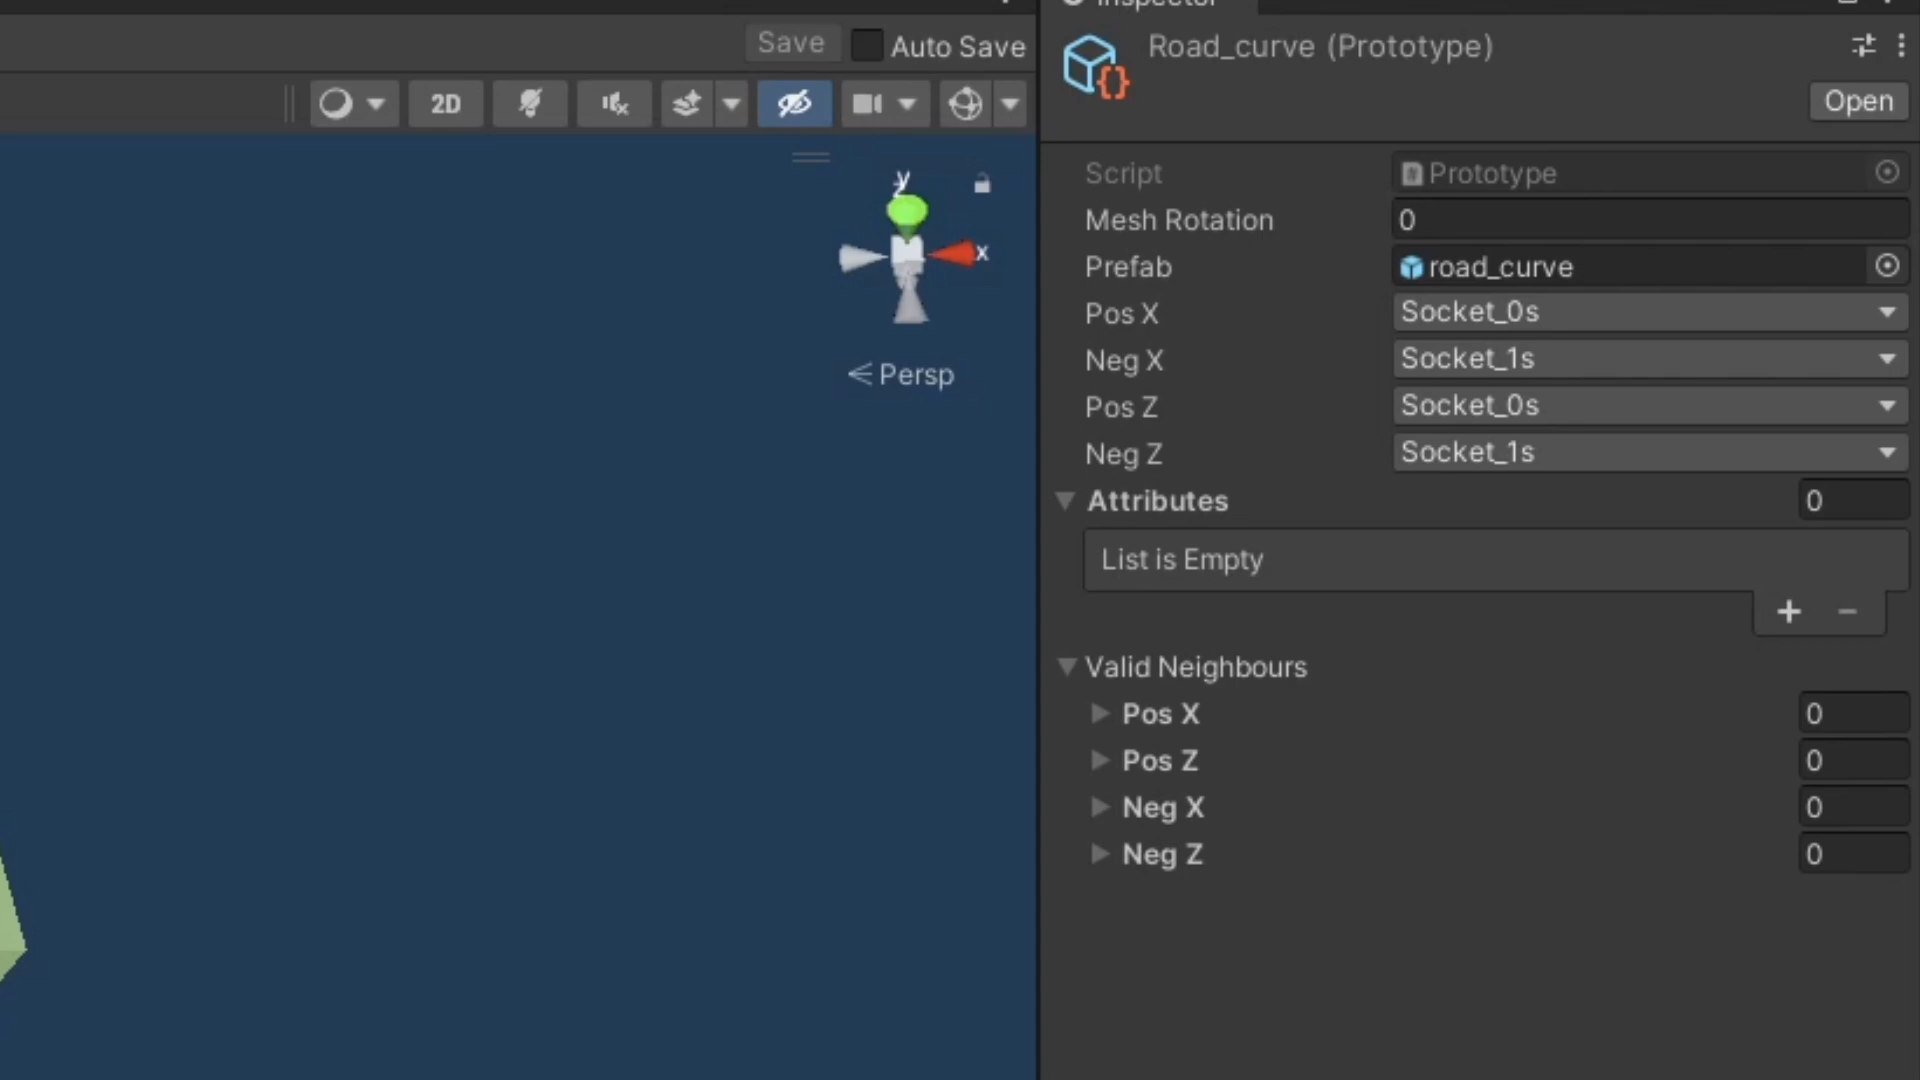 Inspector
Save Auto Save
Road_curve (Prototype)
Open
2D
y
x
Persp
Script Prototype
Mesh Rotation 0
Prefab road_curve
Pos X Socket_0s
Neg X Socket_1s
Pos Z Socket_0s
Neg Z Socket_1s
Attributes 0
List is Empty
+ −
Valid Neighbours
Pos X 0
Pos Z 0
Neg X 0
Neg Z 0